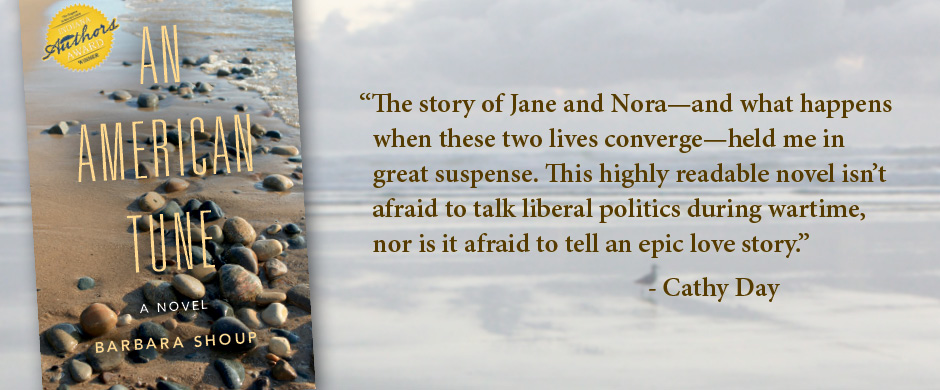 Authors
AWARD
WINNER
AN
AMERICAN
TUNE
A NOVEL
BARBARA SHOUP
“The story of Jane and Nora—and what happens
when these two lives converge—held me in
great suspense. This highly readable novel isn’t
afraid to talk liberal politics during wartime,
nor is it afraid to tell an epic love story.”
- Cathy Day